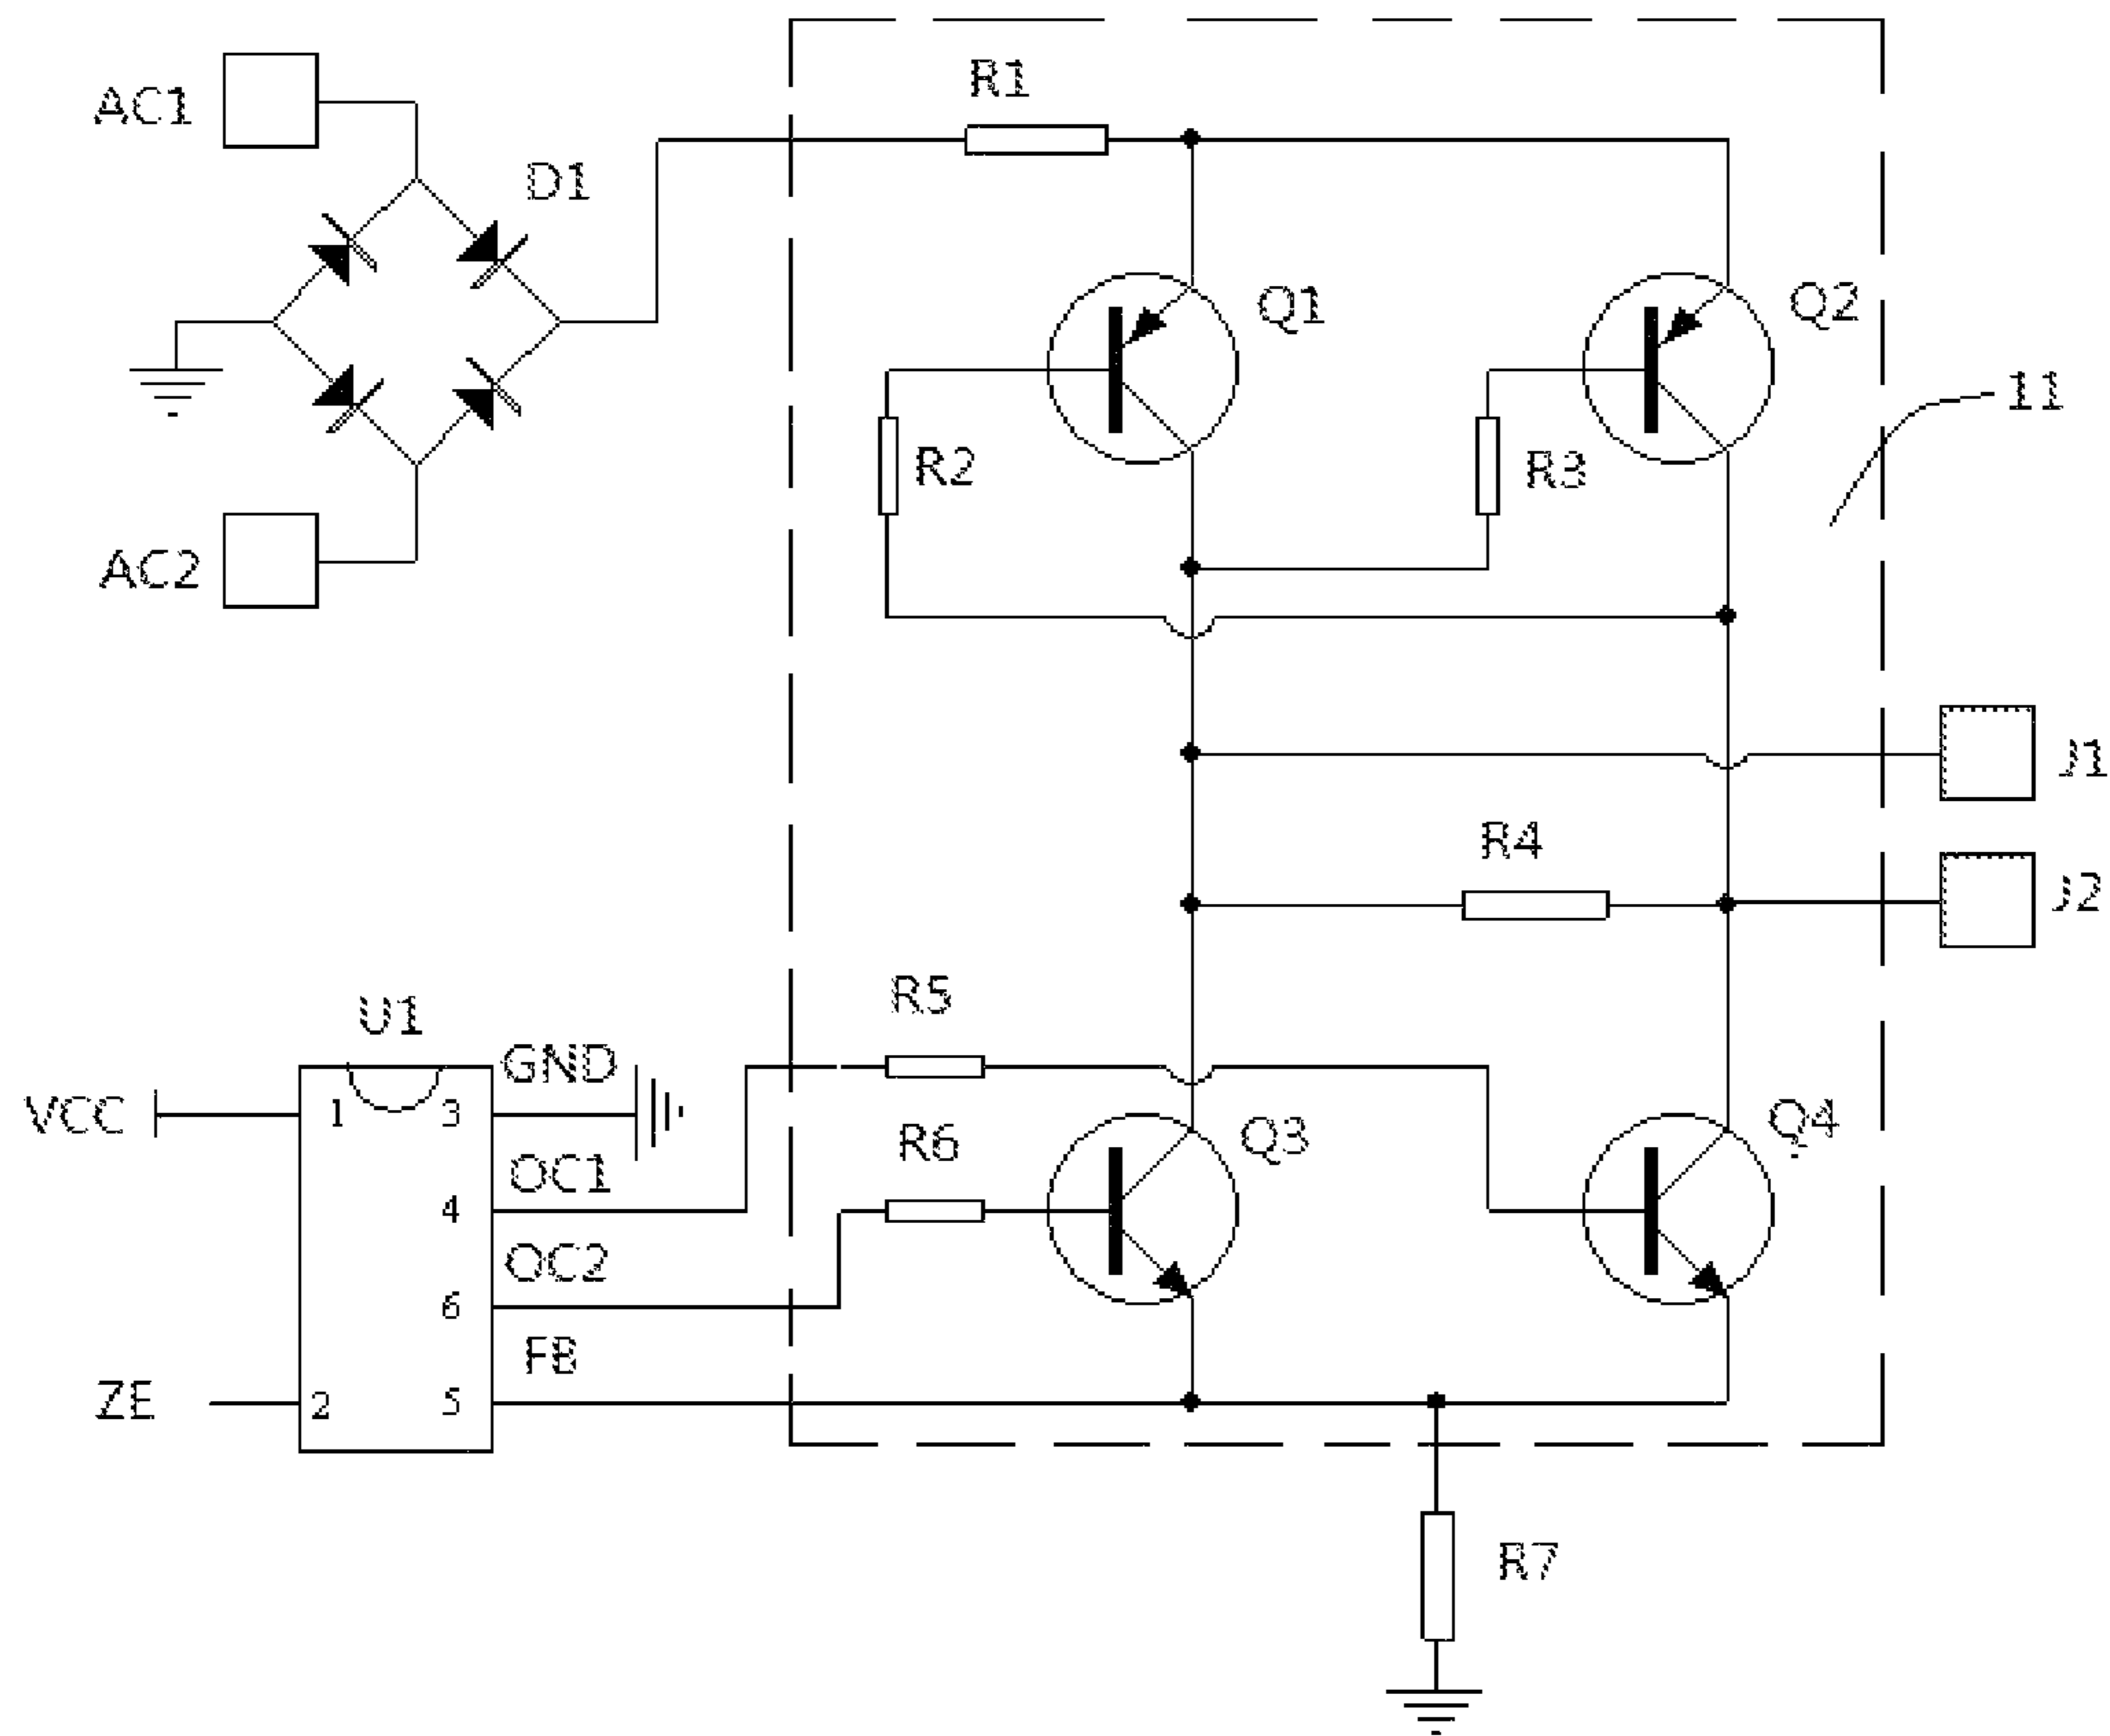 R1
AC1
D1
Q1
Q2
11
R2
R3
AC2
J1
R4
J2
R5
U1
GND
VCC
1
3
Q3
Q4
R6
OC1
4
OC2
6
FB
ZE
2
5
R7